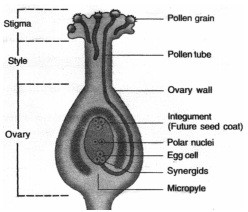 Stigma
Style
Ovary
Pollen grain
Pollen tube
Ovary wall
Integument
(Future seed coat)
Polar nuclei
Egg cell
Synergids
Micropyle